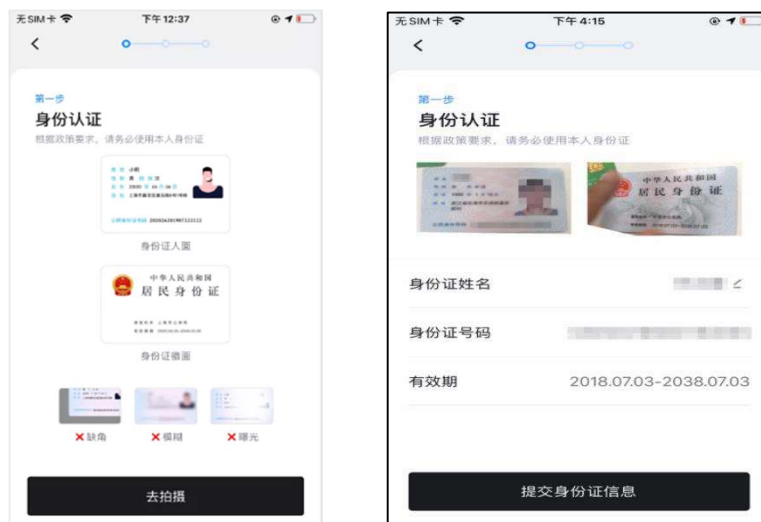 无SIM卡
下午12:37
第一步
身份认证
根据政策要求，请务必使用本人身份证
身份证人面
中华人民共和国
居民身份证
身份证徽面
缺角
模糊
曝光
去拍摄
无SIM卡
下午4:15
第一步
身份认证
根据政策要求，请务必使用本人身份证
中华人民共和国
居民身份证
身份证姓名
身份证号码
有效期
2018.07.03-2038.07.03
提交身份证信息